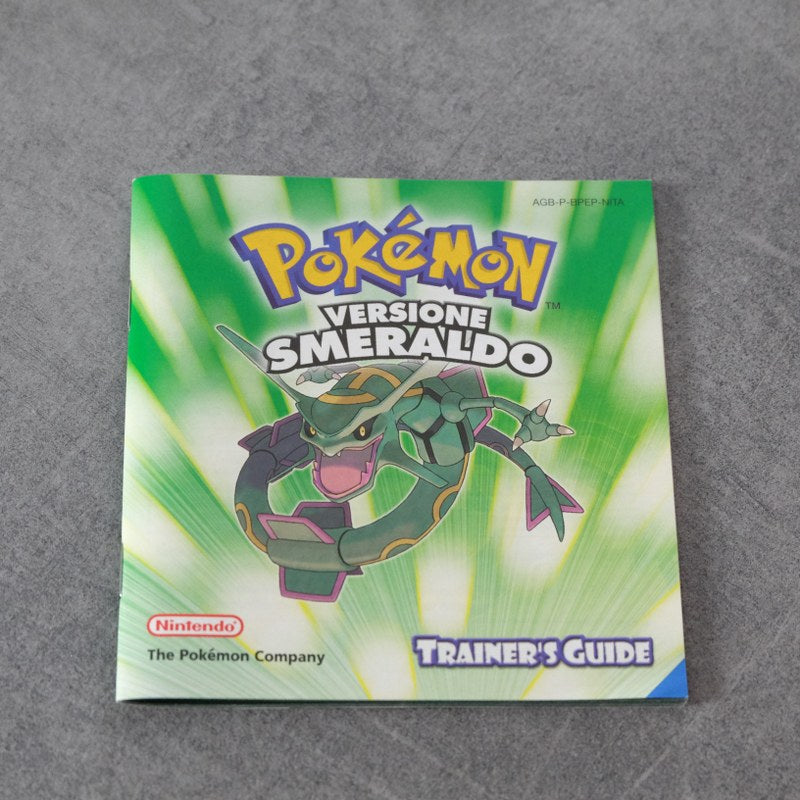 AGB-P-BPEP-NITA
POKéMON
TM
VERSIONE
SMERALDO
Nintendo®
The Pokémon Company
TRAINER'S GUIDE